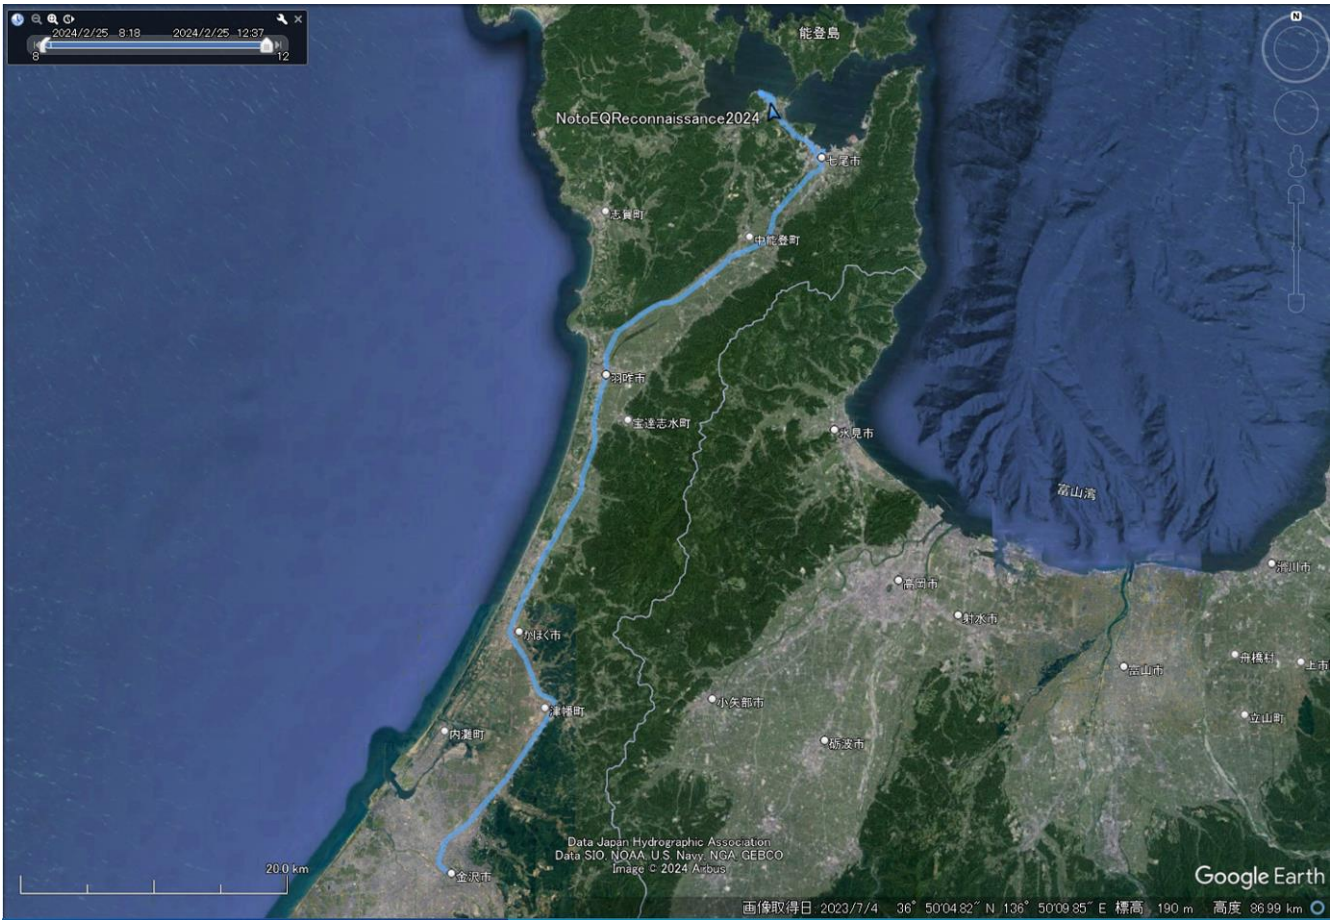 2024/2/25 8:18 2024/2/25 12:37
8 12
N
能登島
NotoEQReconnaissance2024
七尾市
志賀町
中能登町
羽咋市
宝達志水町
氷見市
富山湾
滑川市
高岡市
射水市
かほく市
舟橋村
上市
富山市
小矢部市
津幡町
立山町
内灘町
砺波市
金沢市
20.0 km
Data Japan Hydrographic Association
Data SIO, NOAA, U.S. Navy, NGA, GEBCO
Image © 2024 Airbus
Google Earth
画像取得日: 2023/7/4 36° 50'04.82" N 136° 50'09.85" E 標高 190 m 高度 86.99 km